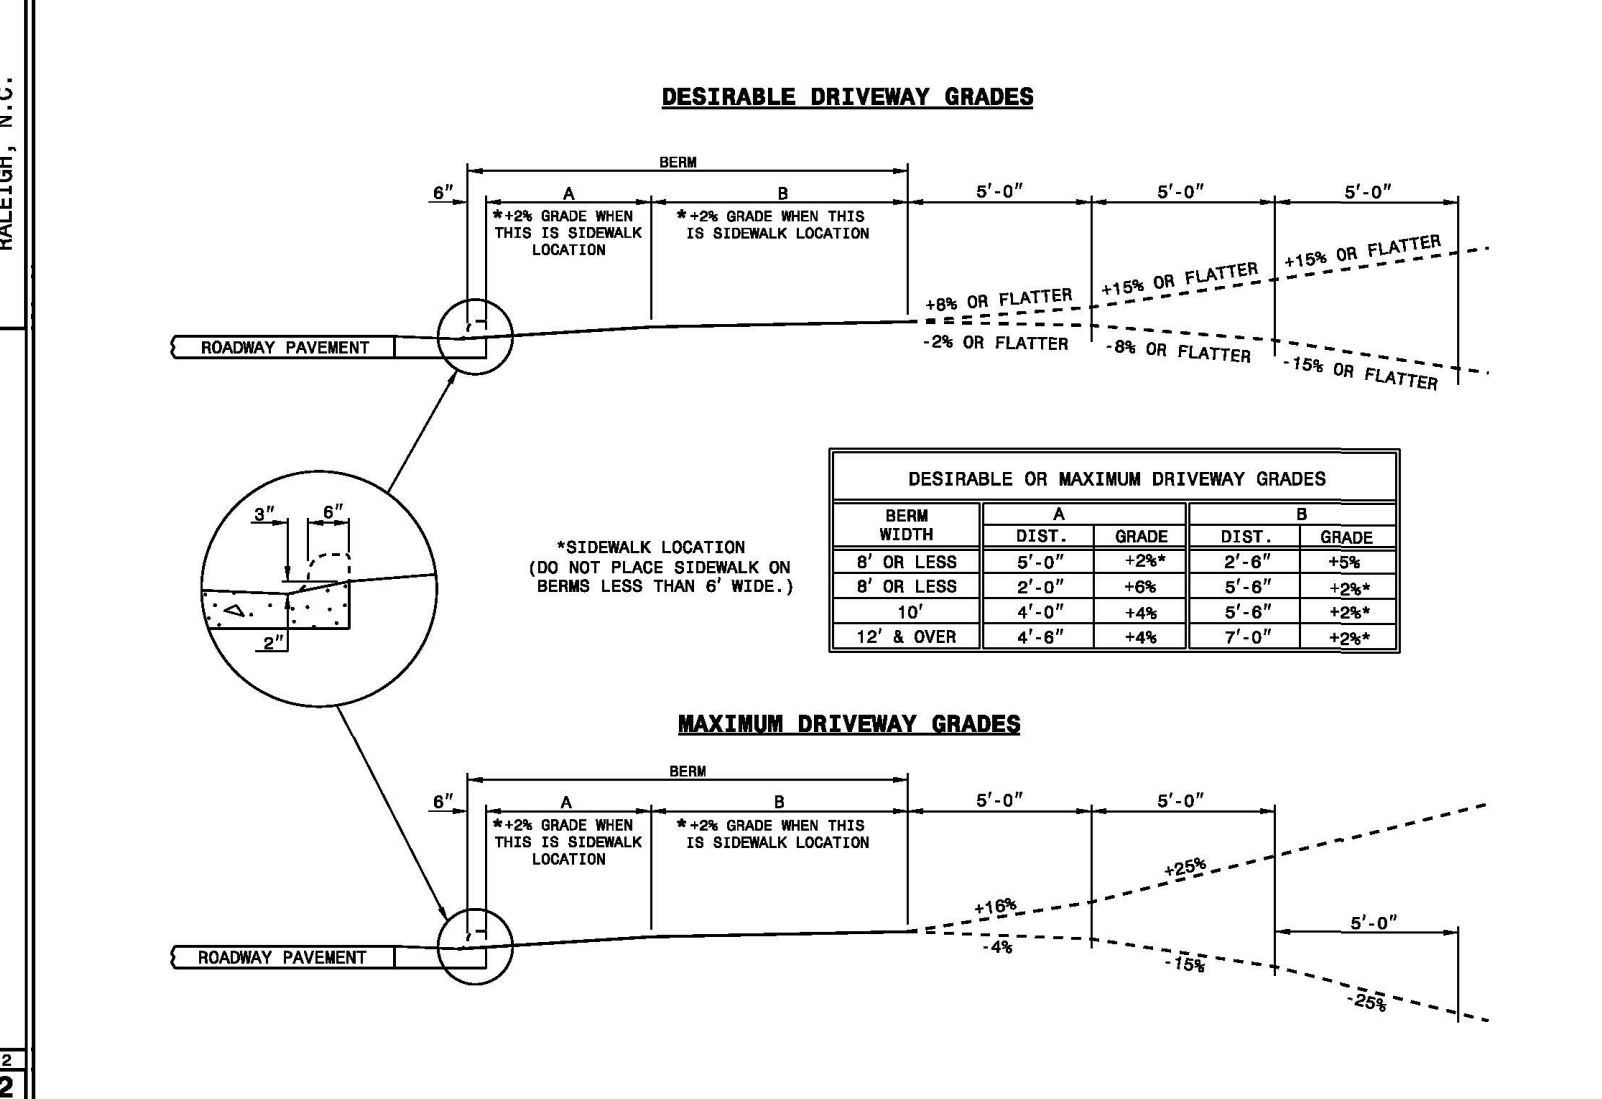 RALEIGH, N.C.
DESIRABLE DRIVEWAY GRADES
BERM
6" A B 5'-0" 5'-0" 5'-0"
*+2% GRADE WHEN
THIS IS SIDEWALK
LOCATION
*+2% GRADE WHEN THIS
IS SIDEWALK LOCATION
+8% OR FLATTER
+15% OR FLATTER
+15% OR FLATTER
-2% OR FLATTER
-8% OR FLATTER
-15% OR FLATTER
ROADWAY PAVEMENT
3" 6"
2"
*SIDEWALK LOCATION
(DO NOT PLACE SIDEWALK ON
BERMS LESS THAN 6' WIDE.)
DESIRABLE OR MAXIMUM DRIVEWAY GRADES
BERM
WIDTH
A B
DIST. GRADE DIST. GRADE
8' OR LESS 5'-0" +2%* 2'-6" +5%
8' OR LESS 2'-0" +6% 5'-6" +2%*
10' 4'-0" +4% 5'-6" +2%*
12' & OVER 4'-6" +4% 7'-0" +2%*
MAXIMUM DRIVEWAY GRADES
BERM
6" A B 5'-0" 5'-0"
*+2% GRADE WHEN
THIS IS SIDEWALK
LOCATION
*+2% GRADE WHEN THIS
IS SIDEWALK LOCATION
+16%
+25%
-4%
-15%
5'-0"
-25%
ROADWAY PAVEMENT
2
2